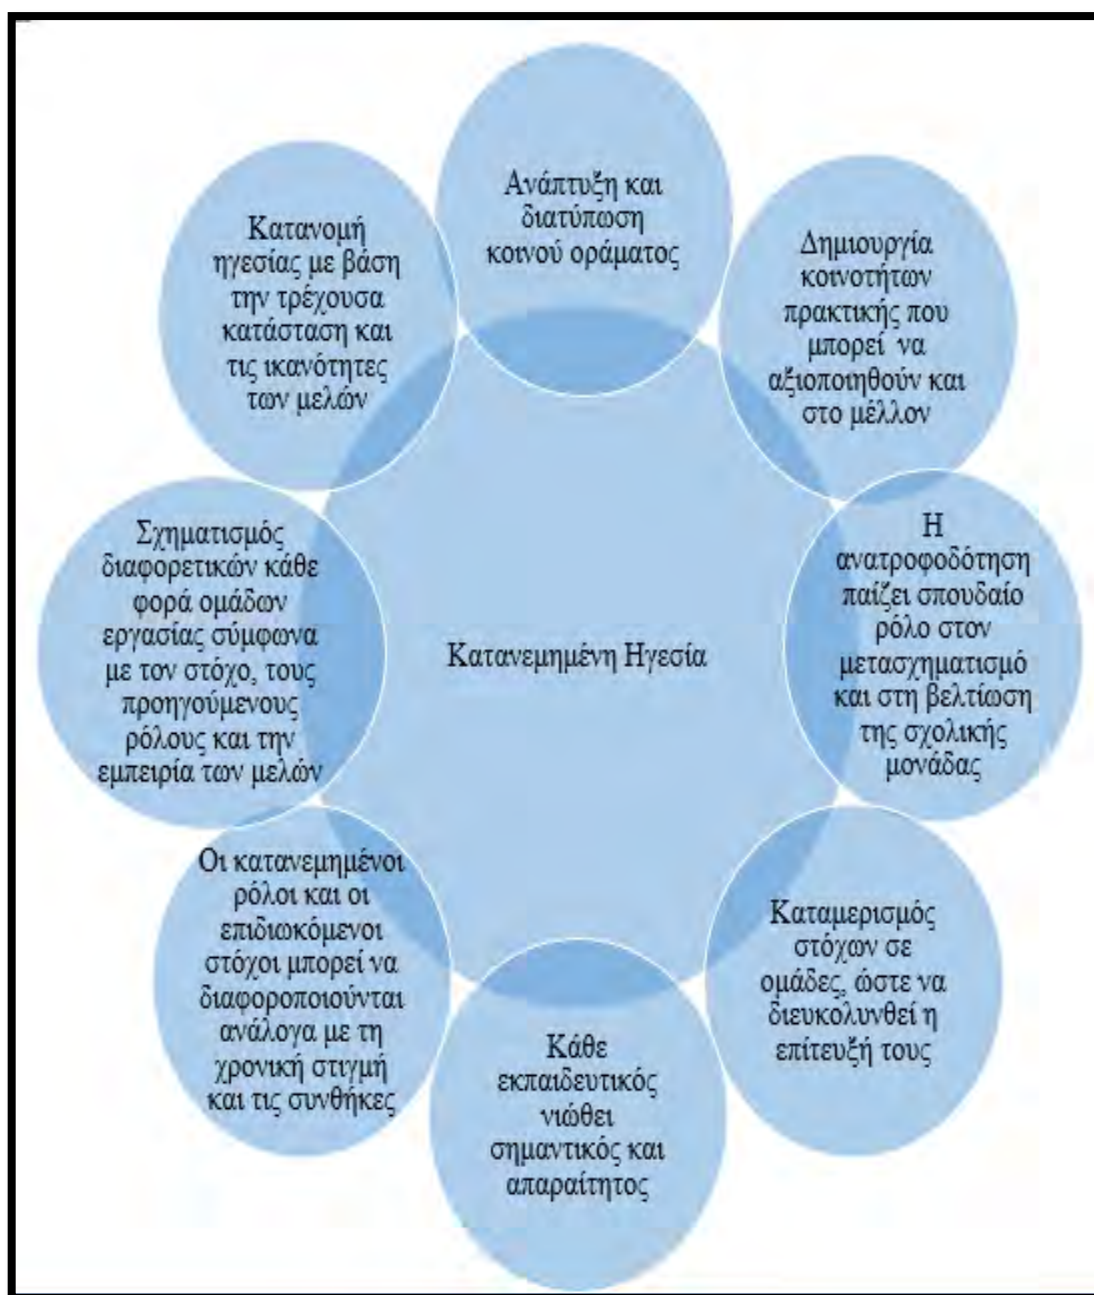 Ανάπτυξη και
διατύπωση
κοινού οράματος
Δημιουργία
κοινοτήτων
πρακτικής που
μπορεί να
αξιοποιηθούν και
στο μέλλον
Η
ανατροφοδότηση
παίζει σπουδαίο
ρόλο στον
μετασχηματισμό
και στη βελτίωση
της σχολικής
μονάδας
Καταμερισμός
στόχων σε
ομάδες, ώστε να
διευκολυνθεί η
επίτευξή τους
Κάθε
εκπαιδευτικός
νιώθει
σημαντικός και
απαραίτητος
Οι κατανεμημένοι
ρόλοι και οι
επιδιωκόμενοι
στόχοι μπορεί να
διαφοροποιούνται
ανάλογα με τη
χρονική στιγμή
και τις συνθήκες
Σχηματισμός
διαφορετικών κάθε
φορά ομάδων
εργασίας σύμφωνα
με τον στόχο, τους
προηγούμενους
ρόλους και την
εμπειρία των μελών
Κατανομή
ηγεσίας με βάση
την τρέχουσα
κατάσταση και
τις ικανότητες
των μελών
Κατανεμημένη Ηγεσία